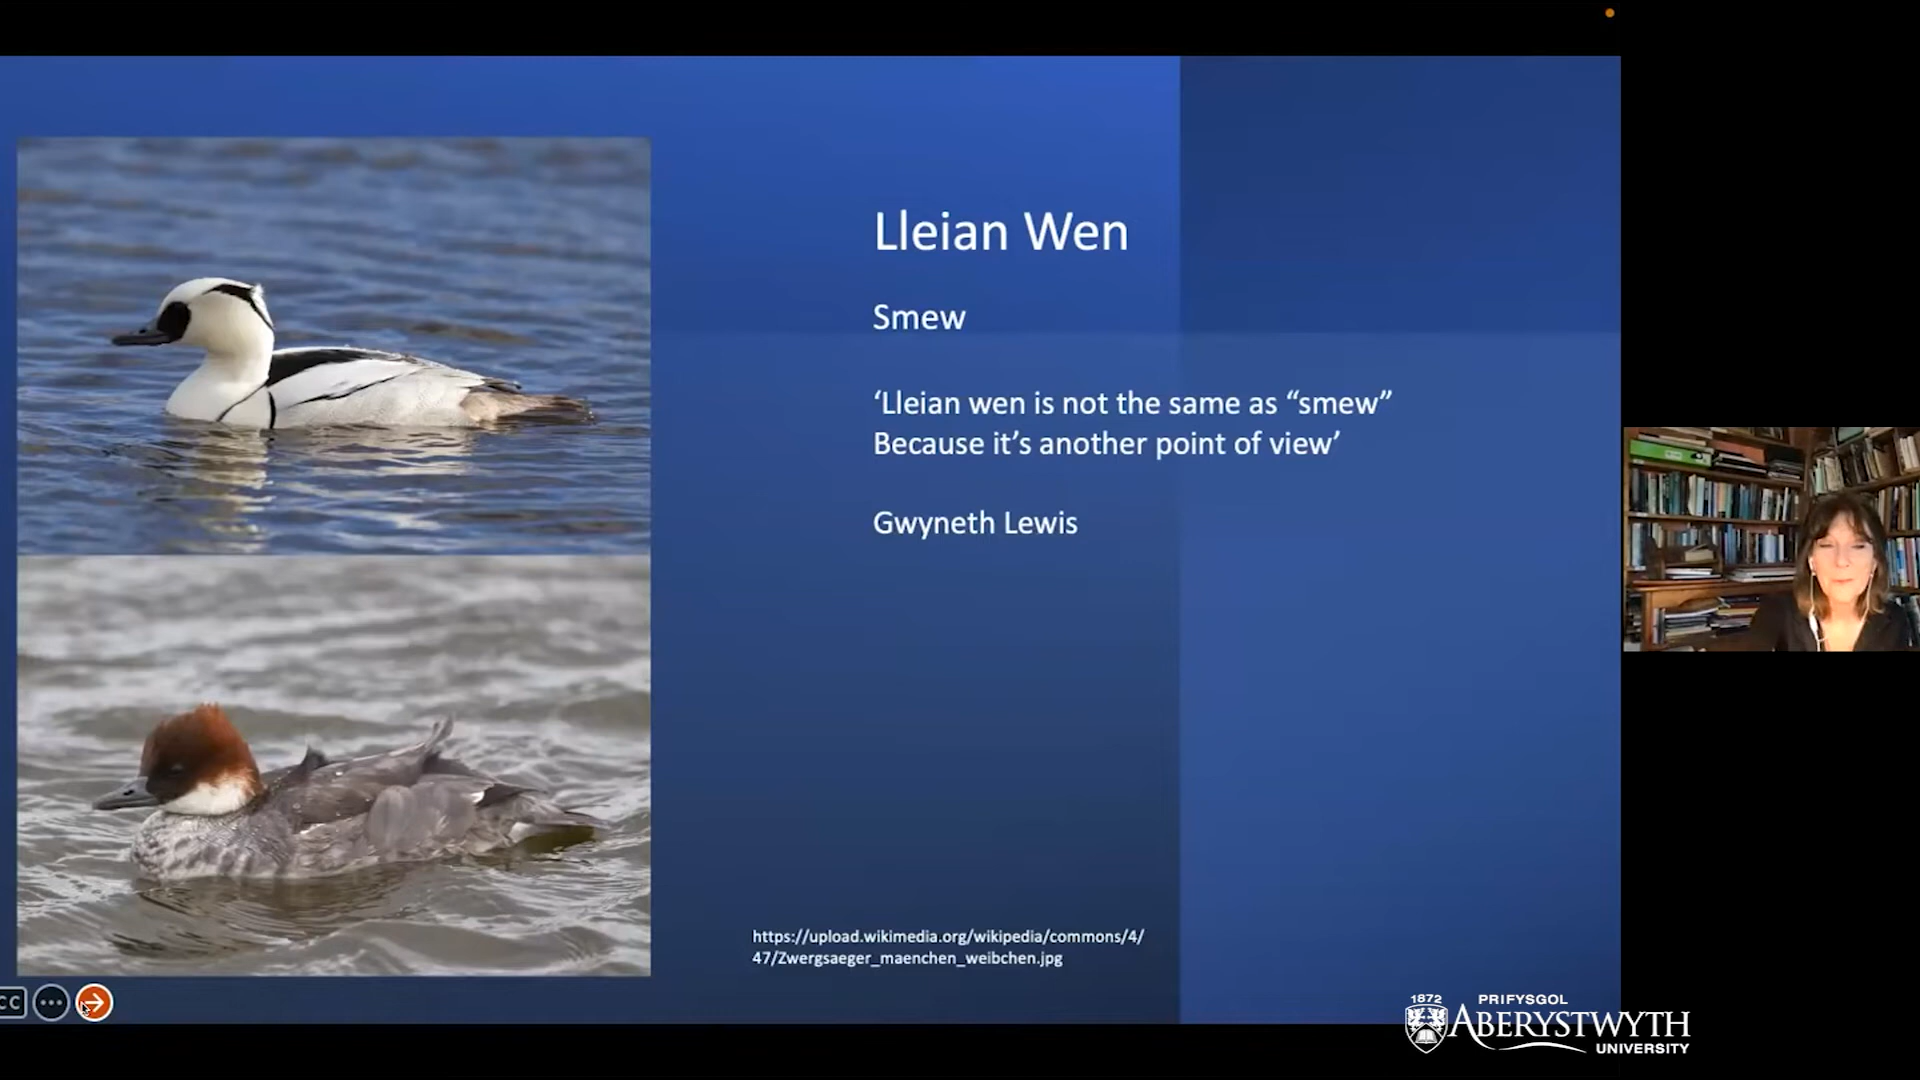 Lleian Wen
Smew
‘Lleian wen is not the same as “smew”
Because it’s another point of view’
Gwyneth Lewis
https://upload.wikimedia.org/wikipedia/commons/4/
47/Zwergsaeger_maenchen_weibchen.jpg
CC
1872 PRIFYSGOL
ABERYSTWYTH
UNIVERSITY